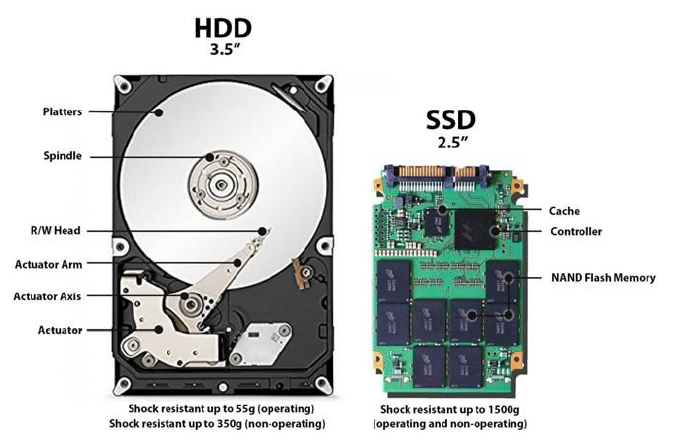 HDD
3.5"
Platters
Spindle
R/W Head
Actuator Arm
Actuator Axis
Actuator
Shock resistant up to 55g (operating)
Shock resistant up to 350g (non-operating)
SSD
2.5"
Cache
Controller
NAND Flash Memory
Shock resistant up to 1500g
(operating and non-operating)